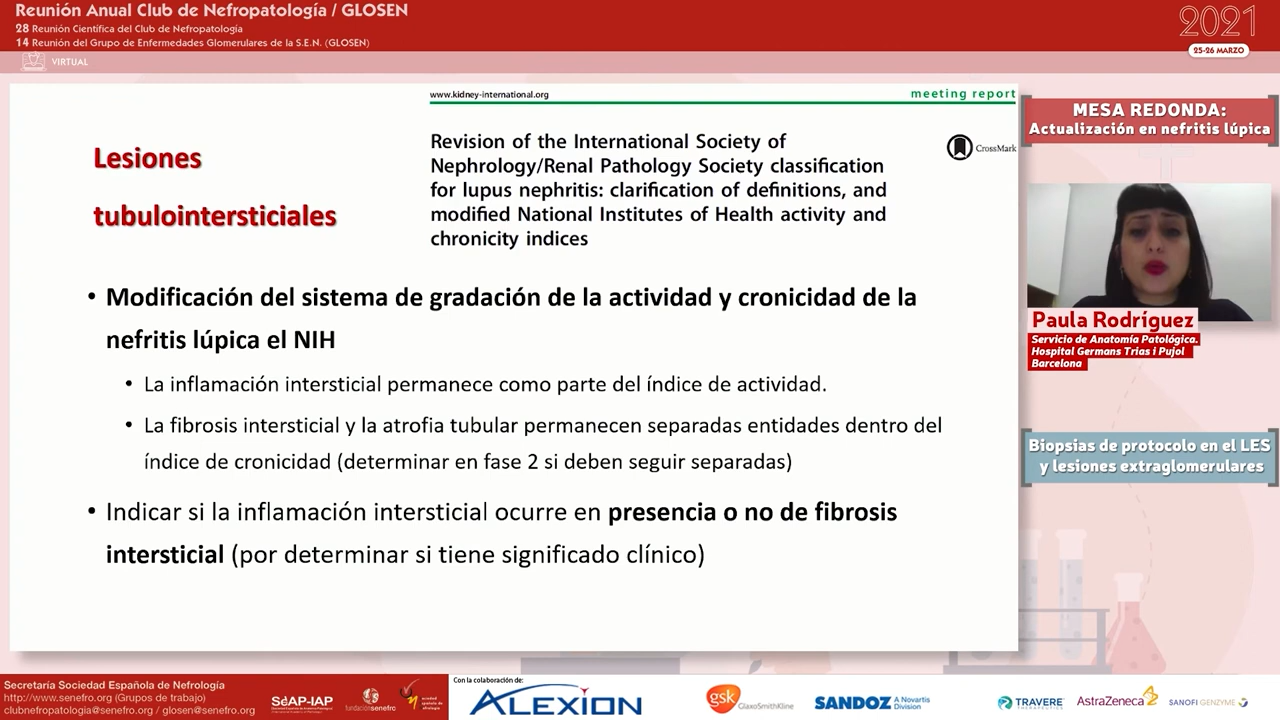 Reunión Anual Club de Nefropatología / GLOSEN
28 Reunión Científica del Club de Nefropatología
14 Reunión del Grupo de Enfermedades Glomerulares de la S.E.N. (GLOSEN)
2021
25-26 MARZO
VIRTUAL
www.kidney-international.org
meeting report
Lesiones
tubulointersticiales
Revision of the International Society of
Nephrology/Renal Pathology Society classification
for lupus nephritis: clarification of definitions, and
modified National Institutes of Health activity and
chronicity indices
CrossMark
• Modificación del sistema de gradación de la actividad y cronicidad de la
nefritis lúpica el NIH
• La inflamación intersticial permanece como parte del índice de actividad.
• La fibrosis intersticial y la atrofia tubular permanecen separadas entidades dentro del
índice de cronicidad (determinar en fase 2 si deben seguir separadas)
• Indicar si la inflamación intersticial ocurre en presencia o no de fibrosis
intersticial (por determinar si tiene significado clínico)
MESA REDONDA:
Actualización en nefritis lúpica
Paula Rodríguez
Servicio de Anatomía Patológica.
Hospital Germans Trias i Pujol
Barcelona
Biopsias de protocolo en el LES
y lesiones extraglomerulares
Secretaría Sociedad Española de Nefrología
http://www.senefro.org (Grupos de trabajo)
clubnefropatologia@senefro.org / glosen@senefro.org
SEAP-IAP
fundación senefro
Con la colaboración de:
ALEXION
gsk
GlaxoSmithKline
SANDOZ
A Novartis
Division
TRAVERE
THERAPEUTICS
AstraZeneca
SANOFI GENZYME